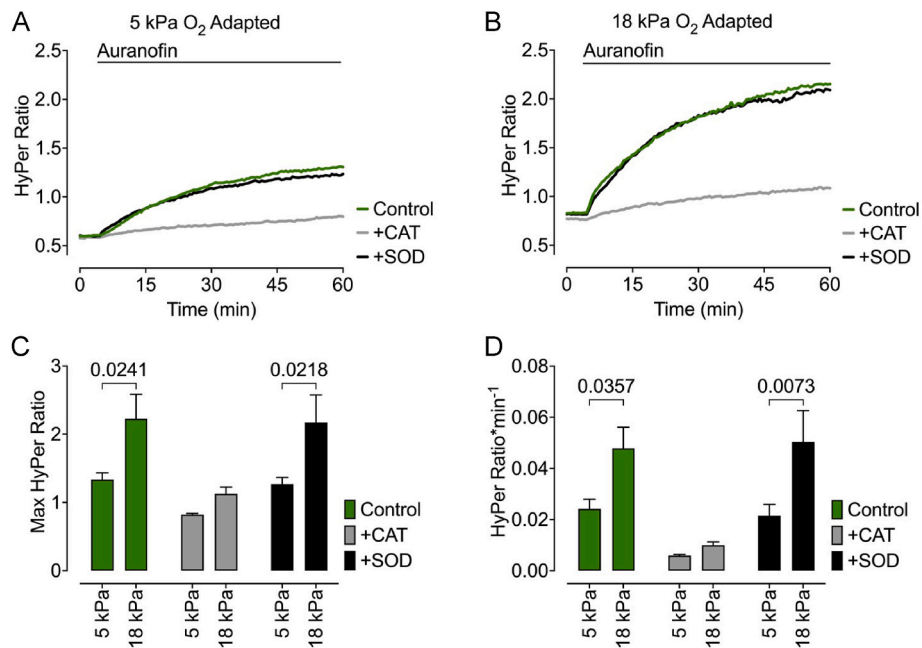 A
5 kPa O₂ Adapted
Auranofin
2.5
2.0
1.5
1.0
0.5
HyPer Ratio
0
15
30
45
60
Time (min)
Control
+CAT
+SOD
B
18 kPa O₂ Adapted
Auranofin
2.5
2.0
1.5
1.0
0.5
HyPer Ratio
0
15
30
45
60
Time (min)
Control
+CAT
+SOD
C
3
2
1
0
Max HyPer Ratio
0.0241
0.0218
5 kPa
18 kPa
5 kPa
18 kPa
5 kPa
18 kPa
Control
+CAT
+SOD
D
0.08
0.06
0.04
0.02
0.00
HyPer Ratio*min⁻¹
0.0357
0.0073
5 kPa
18 kPa
5 kPa
18 kPa
5 kPa
18 kPa
Control
+CAT
+SOD